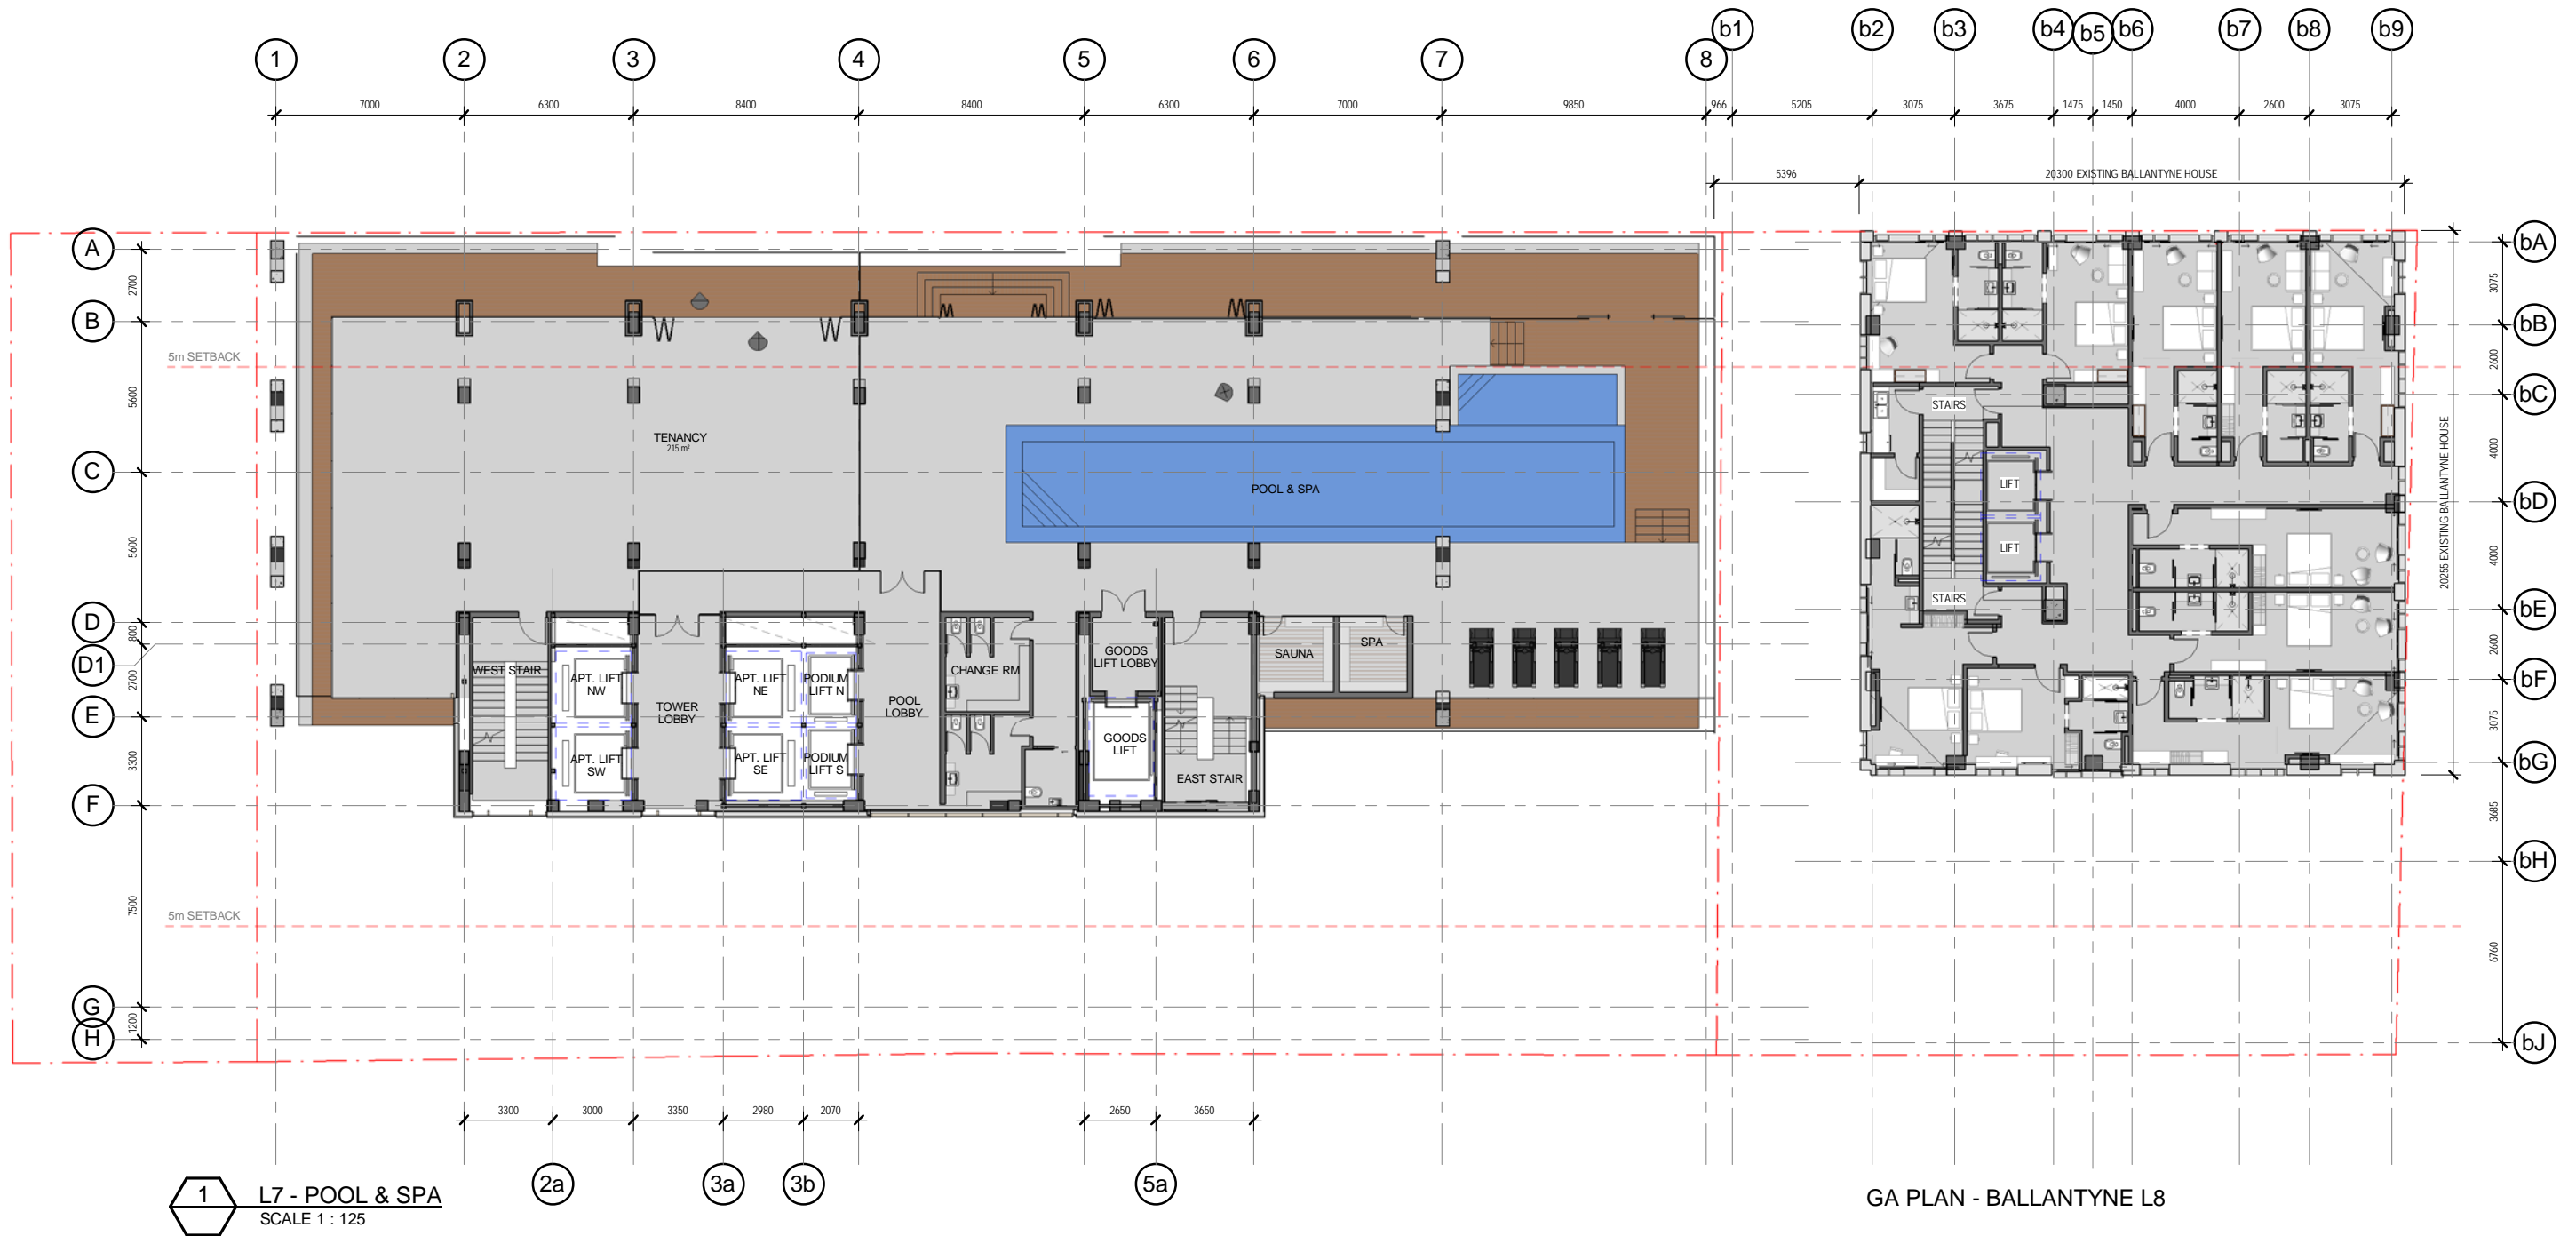 b1 b2 b3 b4 b5 b6 b7 b8 b9
1 2 3 4 5 6 7 8
7000 6300 8400 8400 6300 7000 9850 966 5205 3075 3675 1475 1450 4000 2600 3075
5396 20300 EXISTING BALLANTYNE HOUSE
A
B
C
D
D1
E
F
G
H
2700
5600
5600
800
2700
3300
7500
1200
5m SETBACK
5m SETBACK
TENANCY
215 m²
POOL & SPA
WEST STAIR
APT. LIFT
NW
APT. LIFT
SW
TOWER
LOBBY
APT. LIFT
NE
APT. LIFT
SE
PODIUM
LIFT N
PODIUM
LIFT S
POOL
LOBBY
CHANGE RM
GOODS
LIFT LOBBY
GOODS
LIFT
EAST STAIR
SAUNA
SPA
STAIRS
LIFT
LIFT
STAIRS
20255 EXISTING BALLANTYNE HOUSE
bA
bB
bC
bD
bE
bF
bG
bH
bJ
3075
2600
4000
4000
2600
3075
3685
6760
3300 3000 3350 2980 2070 2650 3650
2a 3a 3b 5a
1 L7 - POOL & SPA
SCALE 1 : 125
GA PLAN - BALLANTYNE L8